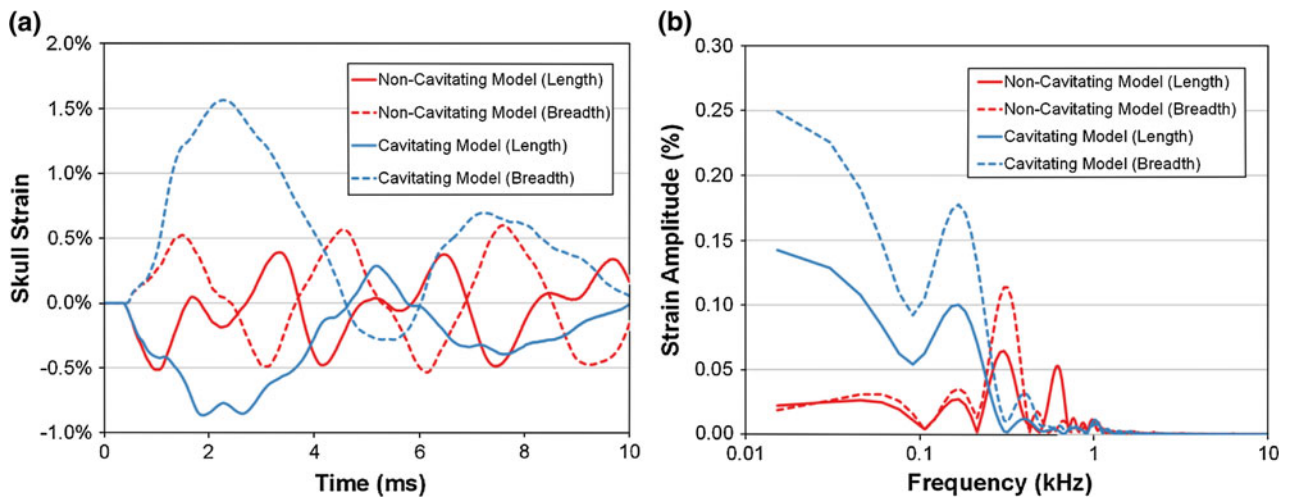 (a)
2.0%
1.5%
1.0%
0.5%
0.0%
-0.5%
-1.0%
Skull Strain
Non-Cavitating Model (Length)
Non-Cavitating Model (Breadth)
Cavitating Model (Length)
Cavitating Model (Breadth)
0
2
4
6
8
10
Time (ms)
(b)
0.30
0.25
0.20
0.15
0.10
0.05
0.00
Strain Amplitude (%)
Non-Cavitating Model (Length)
Non-Cavitating Model (Breadth)
Cavitating Model (Length)
Cavitating Model (Breadth)
0.01
0.1
1
10
Frequency (kHz)